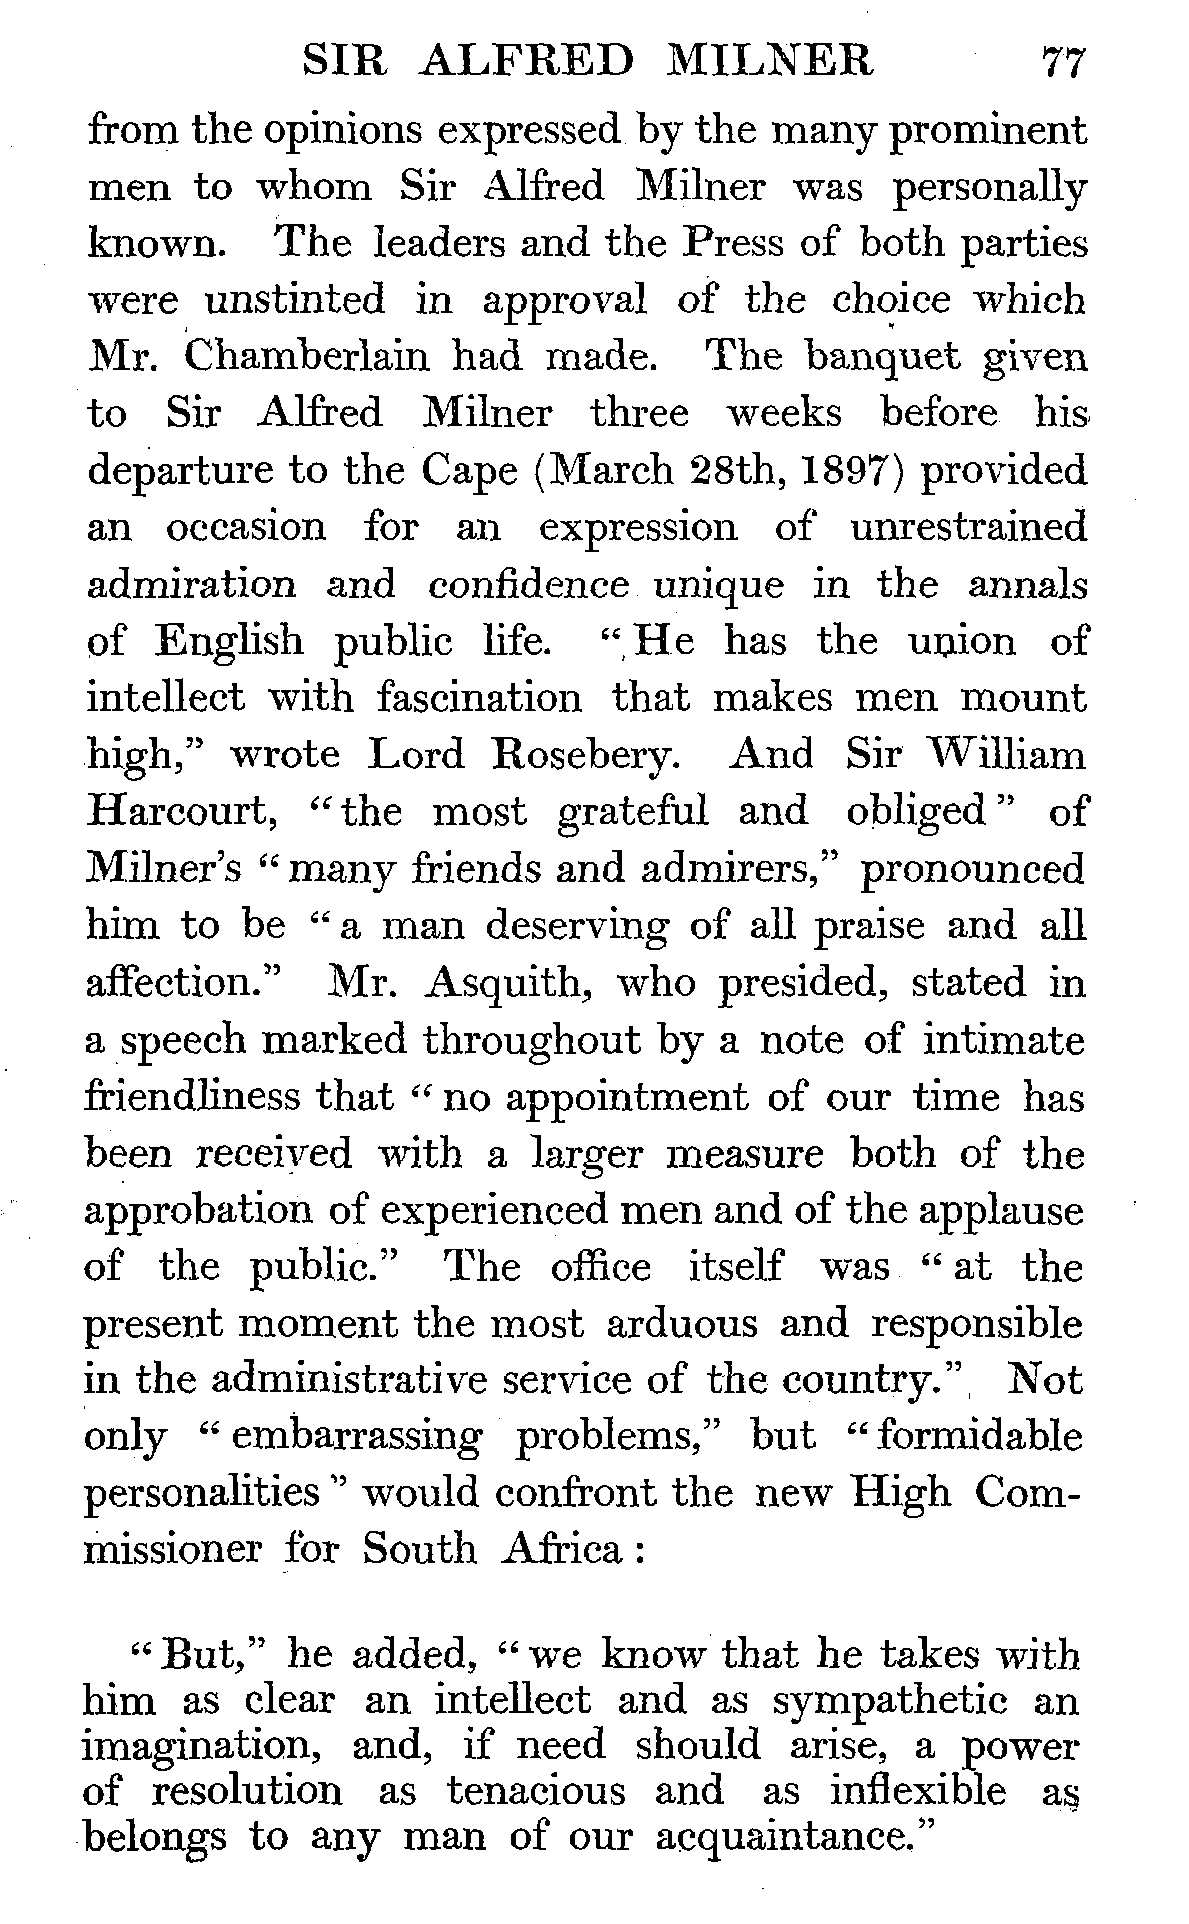 SIR ALFRED MILNER 77
from the opinions expressed by the many prominent
men to whom Sir Alfred Milner was personally
known. The leaders and the Press of both parties
were unstinted in approval of the choice which
Mr. Chamberlain had made. The banquet given
to Sir Alfred Milner three weeks before his
departure to the Cape (March 28th, 1897) provided
an occasion for an expression of unrestrained
admiration and confidence unique in the annals
of English public life. “He has the union of
intellect with fascination that makes men mount
high,” wrote Lord Rosebery. And Sir William
Harcourt, “the most grateful and obliged” of
Milner's “many friends and admirers,” pronounced
him to be “a man deserving of all praise and all
affection.” Mr. Asquith, who presided, stated in
a speech marked throughout by a note of intimate
friendliness that “no appointment of our time has
been received with a larger measure both of the
approbation of experienced men and of the applause
of the public.” The office itself was “at the
present moment the most arduous and responsible
in the administrative service of the country.” Not
only “embarrassing problems,” but “formidable
personalities” would confront the new High Com-
missioner for South Africa:
“But,” he added, “we know that he takes with
him as clear an intellect and as sympathetic an
imagination, and, if need should arise, a power
of resolution as tenacious and as inflexible as
belongs to any man of our acquaintance.”